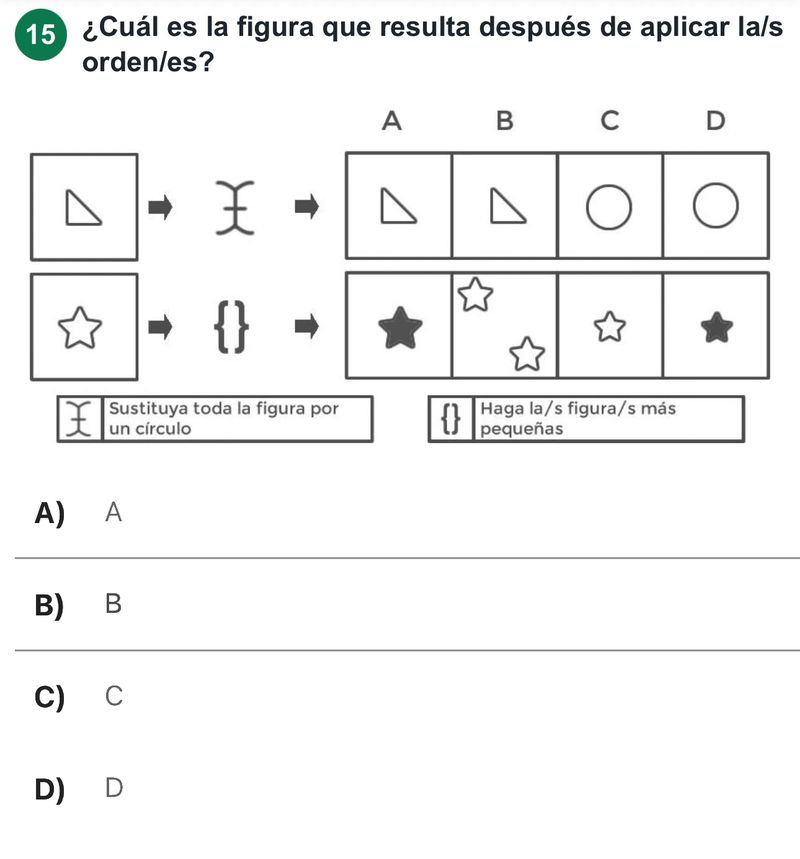 15 ¿Cuál es la figura que resulta después de aplicar la/s
orden/es?
A B C D
{}
Sustituya toda la figura por
un círculo
{} Haga la/s figura/s más
pequeñas
A) A
B) B
C) C
D) D